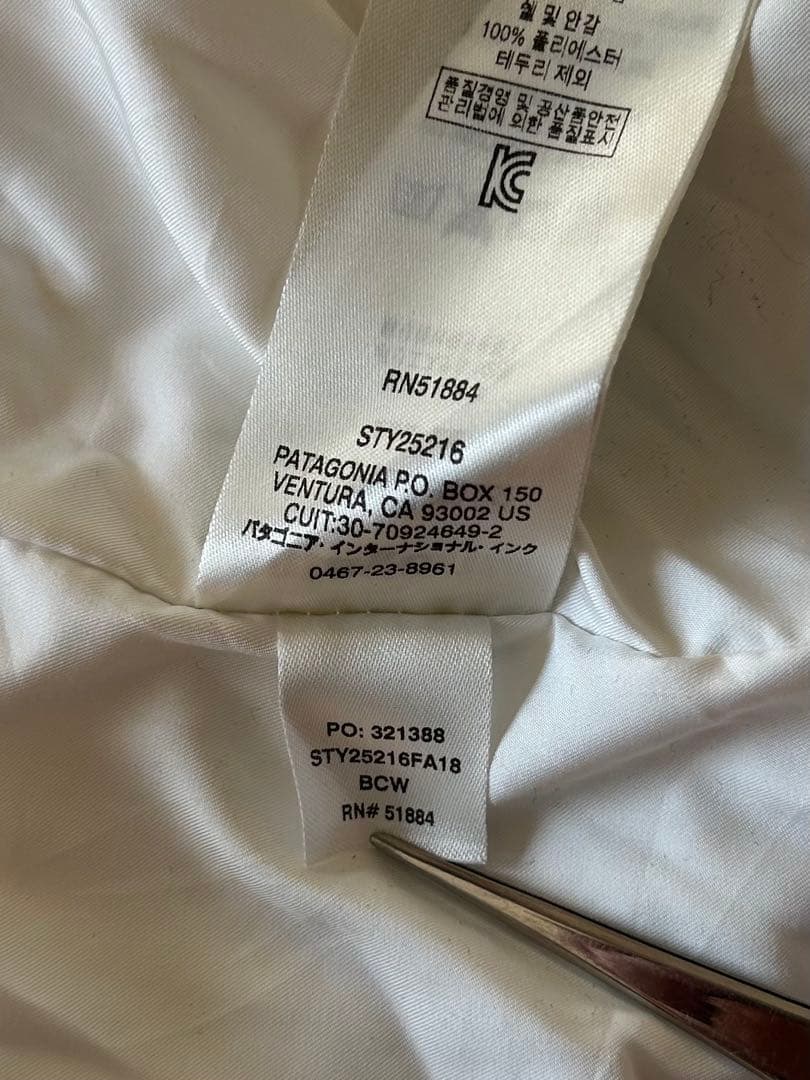 쉘 및 안감
100% 폴리에스터
테두리 제외
품질경영 및 공산품안전
관리법에 의한 품질표시
KC
RN51884
STY25216
PATAGONIA P.O. BOX 150
VENTURA, CA 93002 US
CUIT:30-70924649-2
パタゴニア・インターナショナル・インク
0467-23-8961
PO: 321388
STY25216FA18
BCW
RN# 51884